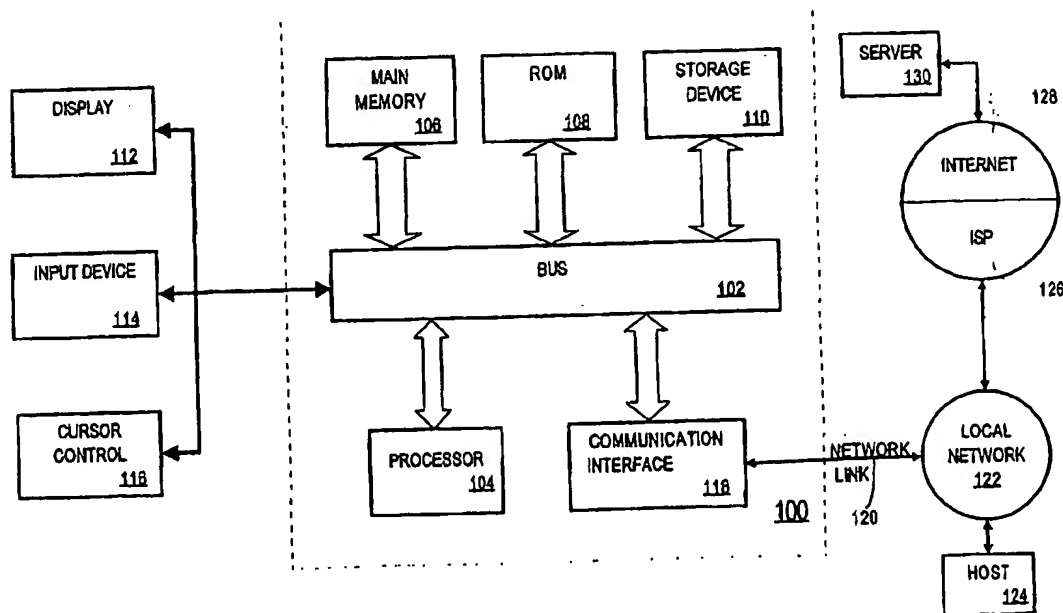 DISPLAY
112
INPUT DEVICE
114
CURSOR
CONTROL
116
MAIN
MEMORY
106
ROM
108
STORAGE
DEVICE
110
BUS
102
PROCESSOR
104
COMMUNICATION
INTERFACE
118
100
SERVER
130
128
INTERNET
ISP
126
NETWORK
LINK
120
LOCAL
NETWORK
122
HOST
124